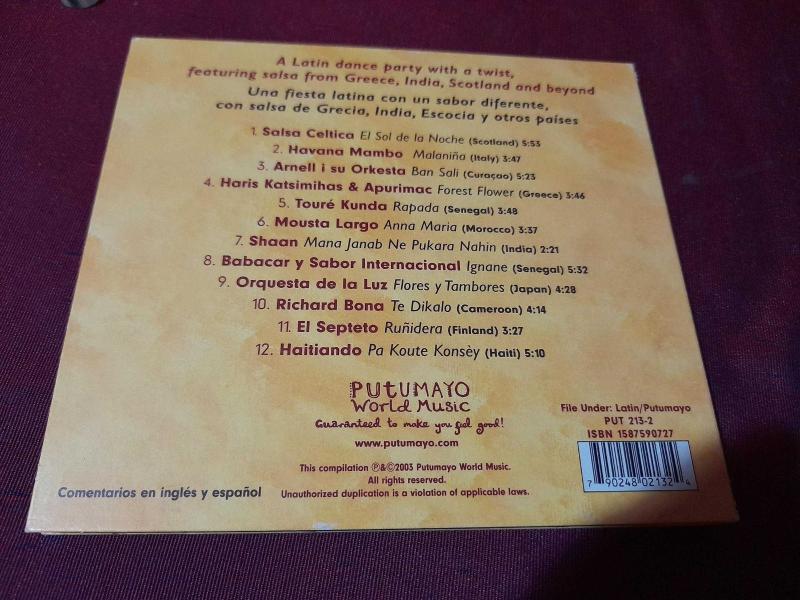 A Latin dance party with a twist,
featuring salsa from Greece, India, Scotland and beyond
Una fiesta latina con un sabor diferente,
con salsa de Grecia, India, Escocia y otros países
1. Salsa Celtica El Sol de la Noche (Scotland) 5:53
2. Havana Mambo Malaniña (Italy) 3:47
3. Arnell i su Orkesta Ban Sali (Curaçao) 5:23
4. Haris Katsimihas & Apurimac Forest Flower (Greece) 3:46
5. Touré Kunda Rapada (Senegal) 3:48
6. Mousta Largo Anna Maria (Morocco) 3:37
7. Shaan Mana Janab Ne Pukara Nahin (India) 2:21
8. Babacar y Sabor Internacional Ignane (Senegal) 5:32
9. Orquesta de la Luz Flores y Tambores (Japan) 4:28
10. Richard Bona Te Dikalo (Cameroon) 4:14
11. El Septeto Ruñidera (Finland) 3:27
12. Haitiando Pa Koute Konsèy (Haiti) 5:10
PUTUMAYO
World Music
Guaranteed to make you feel good!
www.putumayo.com
File Under: Latin/Putumayo
PUT 213-2
ISBN 1587590727
7 90248 02132 4
This compilation ℗&©2003 Putumayo World Music.
All rights reserved.
Unauthorized duplication is a violation of applicable laws.
Comentarios en inglés y español